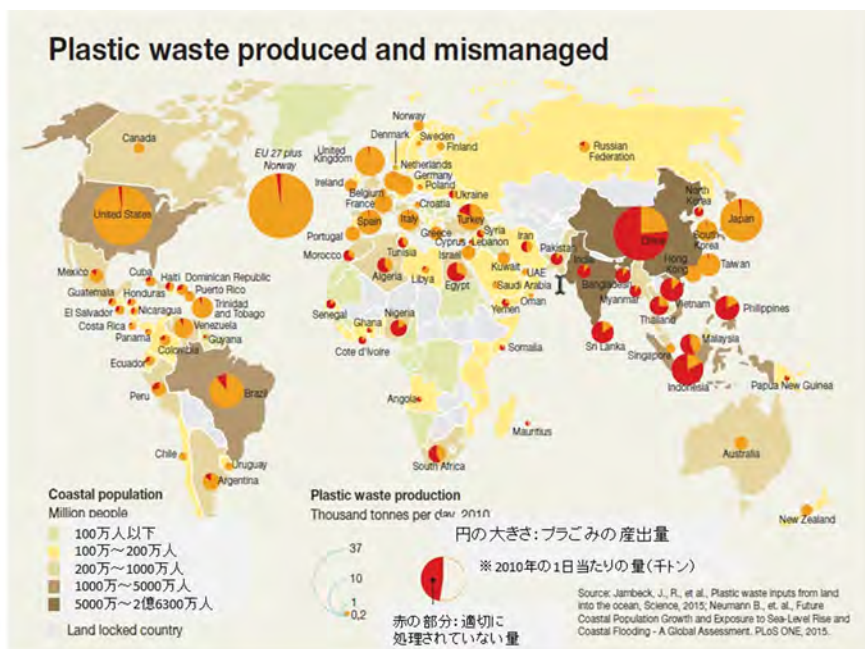 Plastic waste produced and mismanaged
Norway
Denmark
Sweden
Finland
Canada
EU 27 plus
Norway
United
Kingdom
Netherlands
Russian
Federation
Ireland
Germany
Poland
Belgium
Ukraine
North
Korea
France
Croatia
United States
Spain
Italy
Turkey
China
Japan
Portugal
Greece
Syria
Iran
South
Korea
Cyprus
Lebanon
Pakistan
Mexico
Cuba
Haiti
Dominican Republic
Morocco
Tunisia
Israel
Kuwait
India
Hong
Kong
Taiwan
Puerto Rico
Algeria
Libya
Egypt
UAE
Bangladesh
Guatemala
Honduras
Trinidad
and Tobago
Saudi Arabia
Myanmar
El Salvador
Nicaragua
Senegal
Nigeria
Oman
Yemen
Vietnam
Philippines
Costa Rica
Venezuela
Ghana
Thailand
Panama
Guyana
Cote d'Ivoire
Somalia
Sri Lanka
Malaysia
Colombia
Singapore
Ecuador
Indonesia
Papua New Guinea
Peru
Brazil
Angola
Mauritius
Chile
Uruguay
South Africa
Australia
Argentina
New Zealand
Coastal population
Million people
100万人以下
100万～200万人
200万～1000万人
1000万～5000万人
5000万～2億6300万人
Land locked country
Plastic waste production
Thousand tonnes per day, 2010
37
10
1
0,2
円の大きさ：プラごみの産出量
※2010年の1日当たりの量（千トン）
赤の部分：適切に
処理されていない量
Source: Jambeck, J., R., et al., Plastic waste inputs from land
into the ocean, Science, 2015; Neumann B., et. al., Future
Coastal Population Growth and Exposure to Sea-Level Rise and
Coastal Flooding - A Global Assessment. PLoS ONE, 2015.